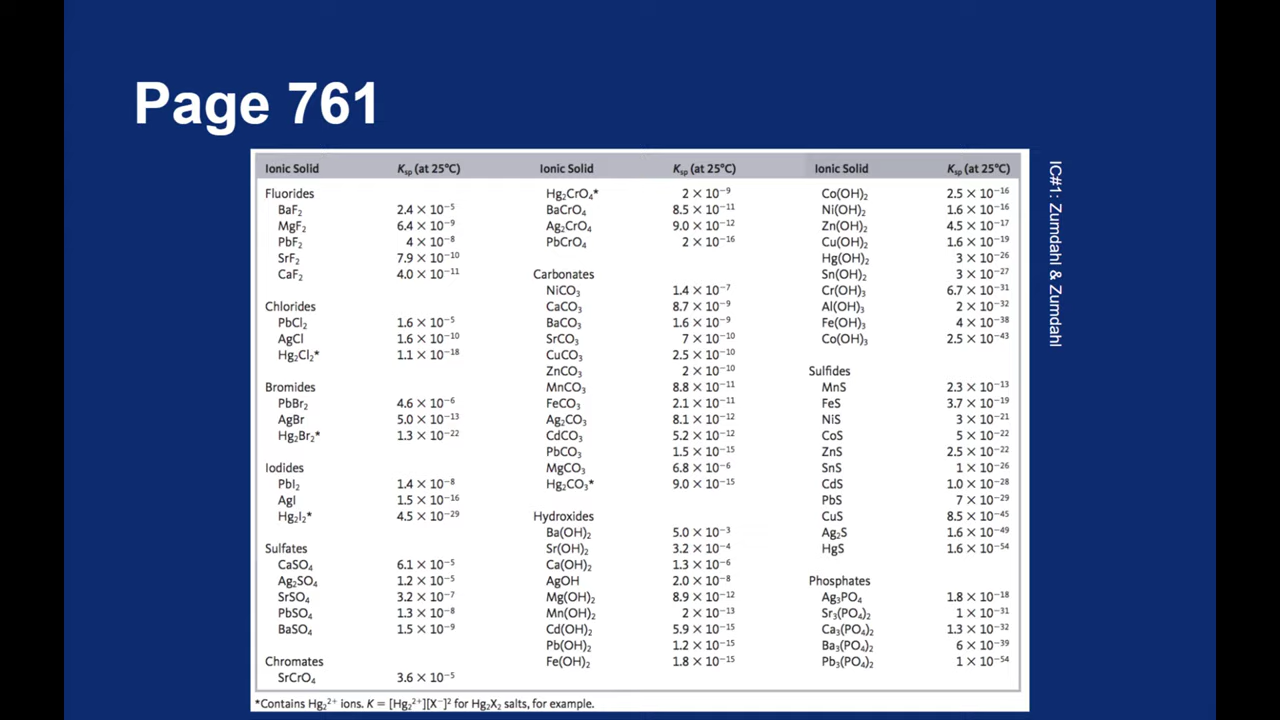 Page 761
Ionic Solid Ksp (at 25°C) Ionic Solid Ksp (at 25°C) Ionic Solid Ksp (at 25°C)
Fluorides
BaF₂ 2.4 × 10⁻⁵
MgF₂ 6.4 × 10⁻⁹
PbF₂ 4 × 10⁻⁸
SrF₂ 7.9 × 10⁻¹⁰
CaF₂ 4.0 × 10⁻¹¹
Chlorides
PbCl₂ 1.6 × 10⁻⁵
AgCl 1.6 × 10⁻¹⁰
Hg₂Cl₂* 1.1 × 10⁻¹⁸
Bromides
PbBr₂ 4.6 × 10⁻⁶
AgBr 5.0 × 10⁻¹³
Hg₂Br₂* 1.3 × 10⁻²²
Iodides
PbI₂ 1.4 × 10⁻⁸
AgI 1.5 × 10⁻¹⁶
Hg₂I₂* 4.5 × 10⁻²⁹
Sulfates
CaSO₄ 6.1 × 10⁻⁵
Ag₂SO₄ 1.2 × 10⁻⁵
SrSO₄ 3.2 × 10⁻⁷
PbSO₄ 1.3 × 10⁻⁸
BaSO₄ 1.5 × 10⁻⁹
Chromates
SrCrO₄ 3.6 × 10⁻⁵
Hg₂CrO₄* 2 × 10⁻⁹
BaCrO₄ 8.5 × 10⁻¹¹
Ag₂CrO₄ 9.0 × 10⁻¹²
PbCrO₄ 2 × 10⁻¹⁶
Carbonates
NiCO₃ 1.4 × 10⁻⁷
CaCO₃ 8.7 × 10⁻⁹
BaCO₃ 1.6 × 10⁻⁹
SrCO₃ 7 × 10⁻¹⁰
CuCO₃ 2.5 × 10⁻¹⁰
ZnCO₃ 2 × 10⁻¹⁰
MnCO₃ 8.8 × 10⁻¹¹
FeCO₃ 2.1 × 10⁻¹¹
Ag₂CO₃ 8.1 × 10⁻¹²
CdCO₃ 5.2 × 10⁻¹²
PbCO₃ 1.5 × 10⁻¹⁵
MgCO₃ 6.8 × 10⁻⁶
Hg₂CO₃* 9.0 × 10⁻¹⁵
Hydroxides
Ba(OH)₂ 5.0 × 10⁻³
Sr(OH)₂ 3.2 × 10⁻⁴
Ca(OH)₂ 1.3 × 10⁻⁶
AgOH 2.0 × 10⁻⁸
Mg(OH)₂ 8.9 × 10⁻¹²
Mn(OH)₂ 2 × 10⁻¹³
Cd(OH)₂ 5.9 × 10⁻¹⁵
Pb(OH)₂ 1.2 × 10⁻¹⁵
Fe(OH)₂ 1.8 × 10⁻¹⁵
Co(OH)₂ 2.5 × 10⁻¹⁶
Ni(OH)₂ 1.6 × 10⁻¹⁶
Zn(OH)₂ 4.5 × 10⁻¹⁷
Cu(OH)₂ 1.6 × 10⁻¹⁹
Hg(OH)₂ 3 × 10⁻²⁶
Sn(OH)₂ 3 × 10⁻²⁷
Cr(OH)₃ 6.7 × 10⁻³¹
Al(OH)₃ 2 × 10⁻³²
Fe(OH)₃ 4 × 10⁻³⁸
Co(OH)₃ 2.5 × 10⁻⁴³
Sulfides
MnS 2.3 × 10⁻¹³
FeS 3.7 × 10⁻¹⁹
NiS 3 × 10⁻²¹
CoS 5 × 10⁻²²
ZnS 2.5 × 10⁻²²
SnS 1 × 10⁻²⁶
CdS 1.0 × 10⁻²⁸
PbS 7 × 10⁻²⁹
CuS 8.5 × 10⁻⁴⁵
Ag₂S 1.6 × 10⁻⁴⁹
HgS 1.6 × 10⁻⁵⁴
Phosphates
Ag₃PO₄ 1.8 × 10⁻¹⁸
Sr₃(PO₄)₂ 1 × 10⁻³¹
Ca₃(PO₄)₂ 1.3 × 10⁻³²
Ba₃(PO₄)₂ 6 × 10⁻³⁹
Pb₃(PO₄)₂ 1 × 10⁻⁵⁴
*Contains Hg₂²⁺ ions. K = [Hg₂²⁺][X⁻]² for Hg₂X₂ salts, for example.
IC#1: Zumdahl & Zumdahl